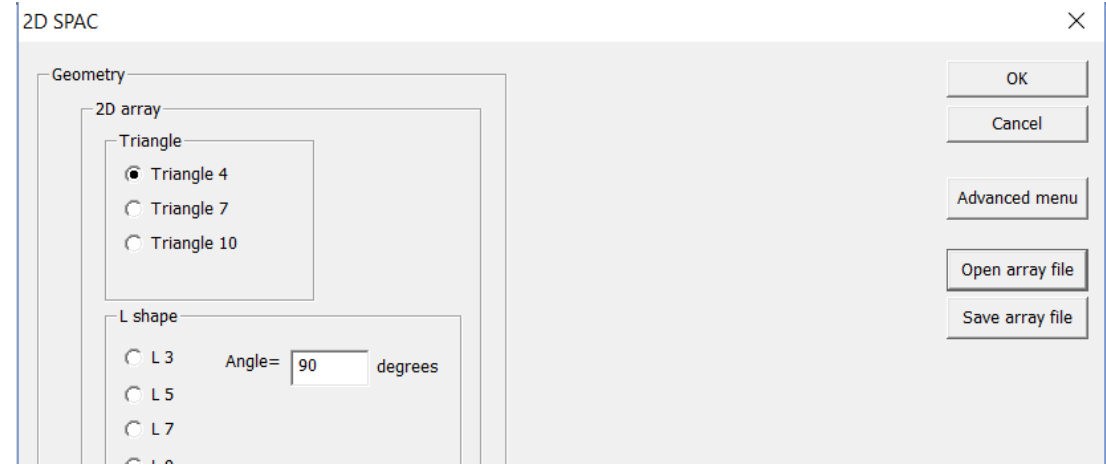 2D SPAC
Geometry
2D array
Triangle
Triangle 4
Triangle 7
Triangle 10
L shape
L 3
Angle= 90 degrees
L 5
L 7
OK
Cancel
Advanced menu
Open array file
Save array file